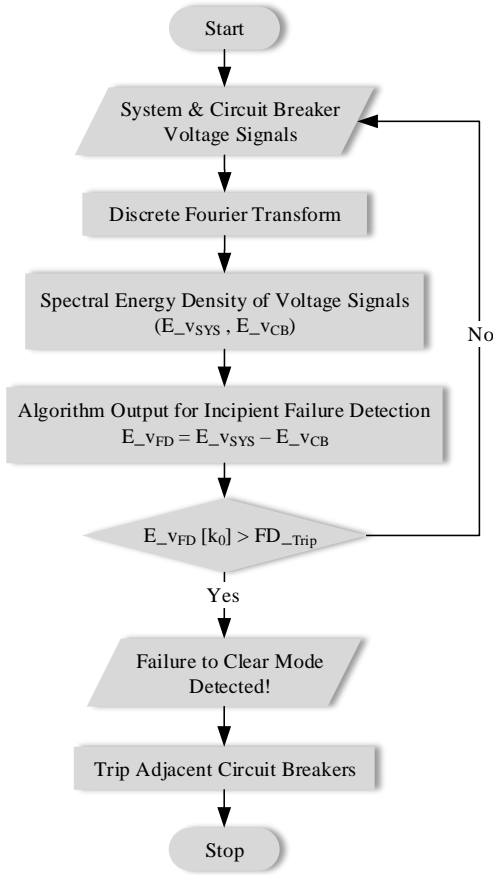 Start
System & Circuit Breaker
Voltage Signals
Discrete Fourier Transform
Spectral Energy Density of Voltage Signals
(E_vSYS , E_vCB)
Algorithm Output for Incipient Failure Detection
E_vFD = E_vSYS – E_vCB
No
E_vFD [k0] > FD_Trip
Yes
Failure to Clear Mode
Detected!
Trip Adjacent Circuit Breakers
Stop